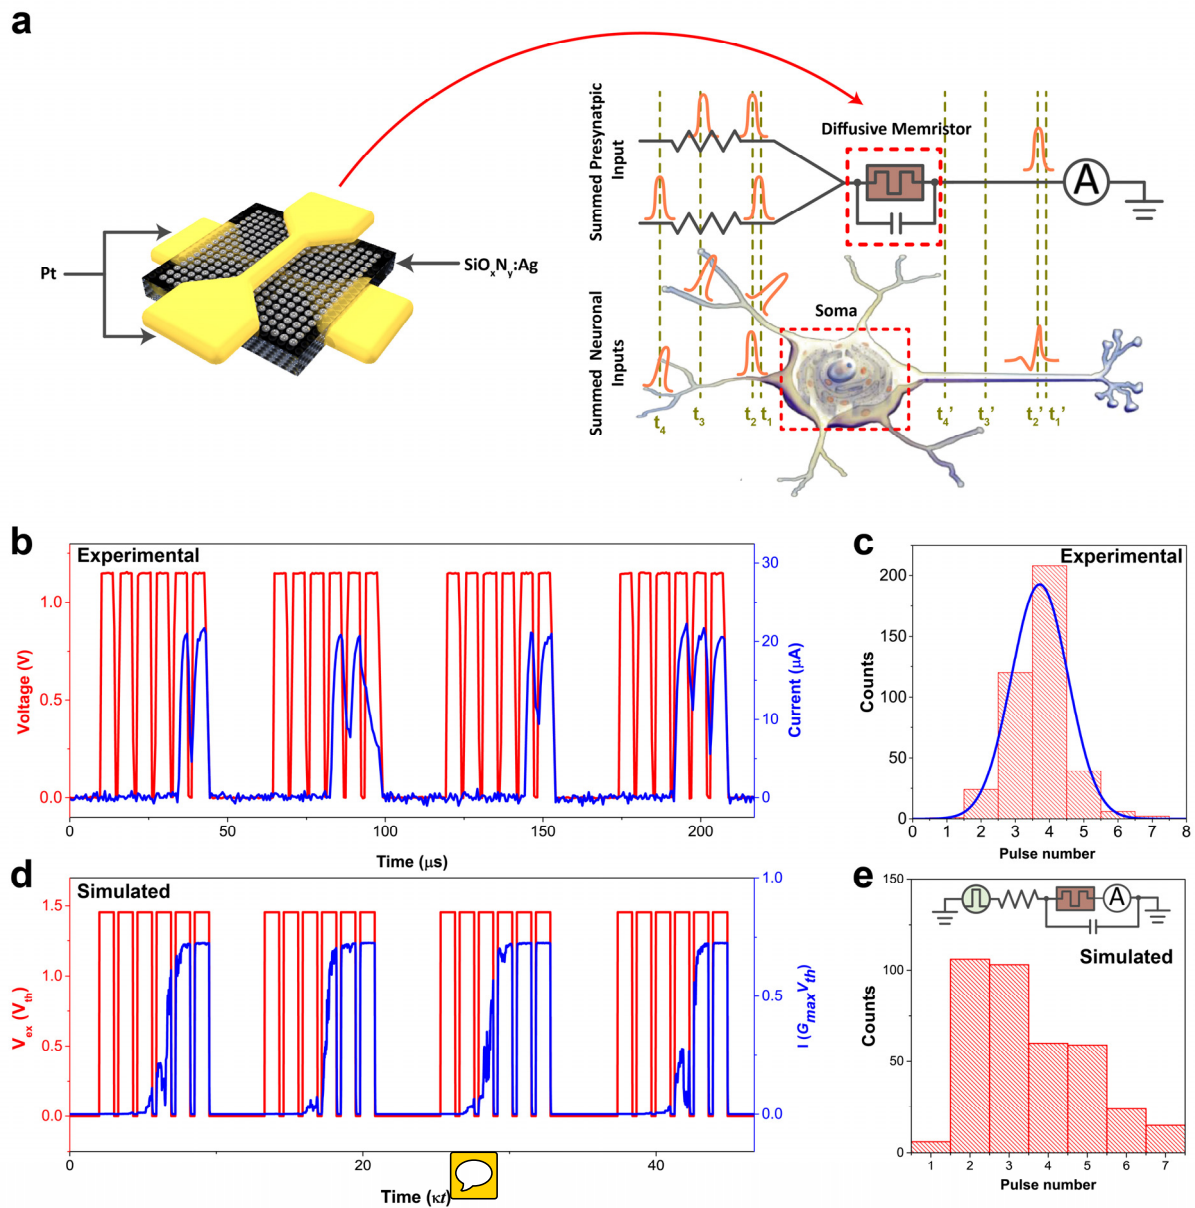 a
Summed Presynatpic
Input
Diffusive Memristor
A
Pt
SiOxNy:Ag
Summed Neuronal
Inputs
Soma
t4 t3 t2 t1 t4' t3' t2' t1'
b
Experimental
Voltage (V)
1.0
0.5
0.0
Current (μA)
30
20
10
0
0 50 100 150 200
Time (μs)
c
Experimental
Counts
200
150
100
50
0
0 1 2 3 4 5 6 7 8
Pulse number
d
Simulated
Vex (Vth)
1.5
1.0
0.5
0.0
I (GmaxVth)
1.0
0.5
0.0
0 20 40
Time (κt)
e
A
Simulated
Counts
150
100
50
0
1 2 3 4 5 6 7
Pulse number